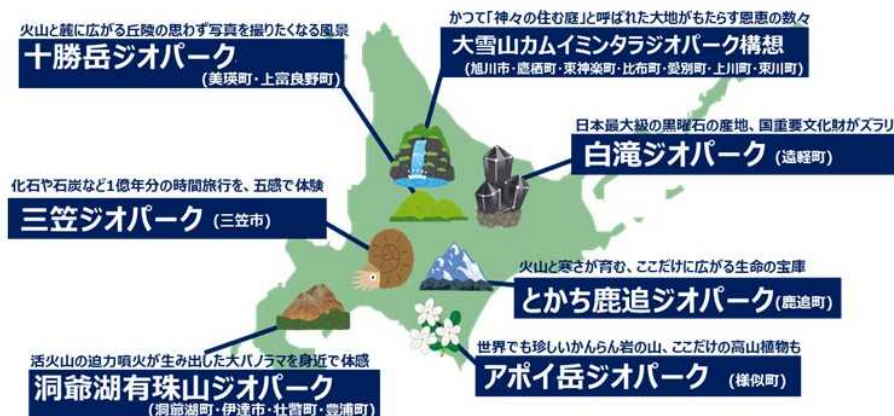 火山と麓に広がる丘陵の思わず写真を撮りたくなる風景
十勝岳ジオパーク
(美瑛町・上富良野町)
かつて「神々の住む庭」と呼ばれた大地がもたらす恩恵の数々
大雪山カムイミンタラジオパーク構想
(旭川市・鷹栖町・東神楽町・比布町・愛別町・上川町・東川町)
日本最大級の黒曜石の産地、国重要文化財がズラリ
白滝ジオパーク (遠軽町)
化石や石炭など1億年分の時間旅行を、五感で体験
三笠ジオパーク (三笠市)
火山と寒さが育む、ここだけに広がる生命の宝庫
とかち鹿追ジオパーク(鹿追町)
活火山の迫力噴火が生み出した大パノラマを身近で体感
洞爺湖有珠山ジオパーク
(洞爺湖町・伊達市・壮瞥町・豊浦町)
世界でも珍しいかんらん岩の山、ここだけの高山植物も
アポイ岳ジオパーク (様似町)